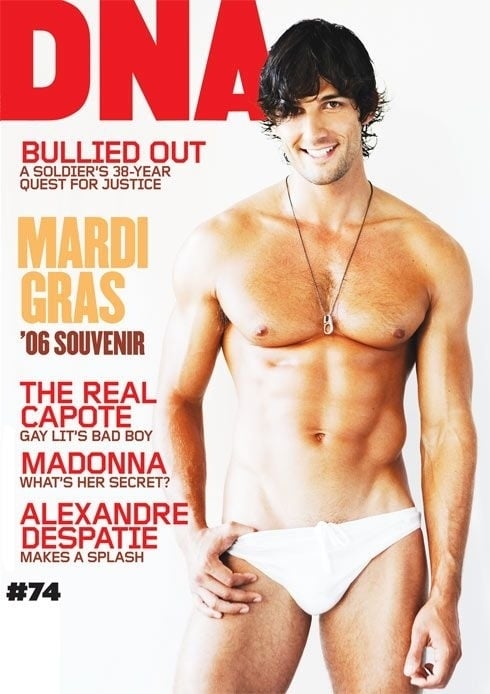 DNA
BULLIED OUT
A SOLDIER'S 38-YEAR
QUEST FOR JUSTICE
MARDI
GRAS
'06 SOUVENIR
THE REAL
CAPOTE
GAY LIT'S BAD BOY
MADONNA
WHAT'S HER SECRET?
ALEXANDRE
DESPATIE
MAKES A SPLASH
#74